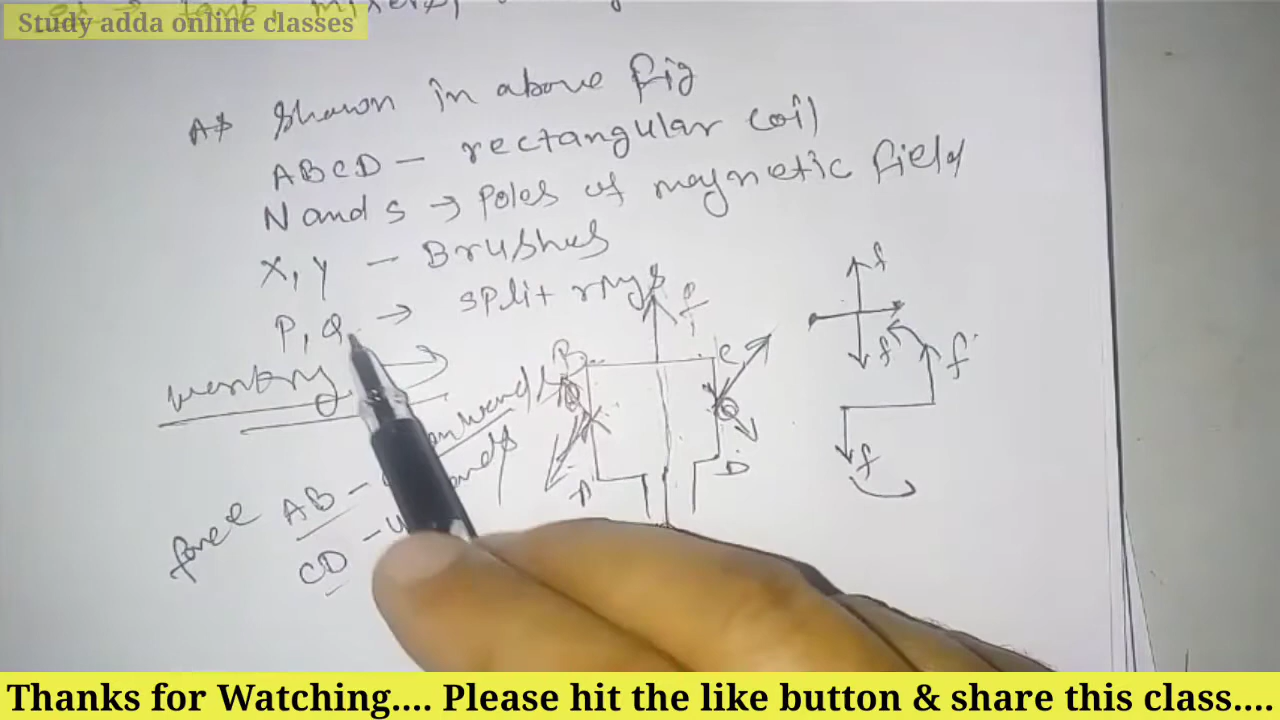 Study adda online classes
As shown in above fig
ABCD - rectangular coil
N and S → Poles of magnetic field
X, Y - Brushes
P, Q → split rings
working
force AB -
CD -
f
B
C
A
D
f
f
f
f
Thanks for Watching.... Please hit the like button & share this class....